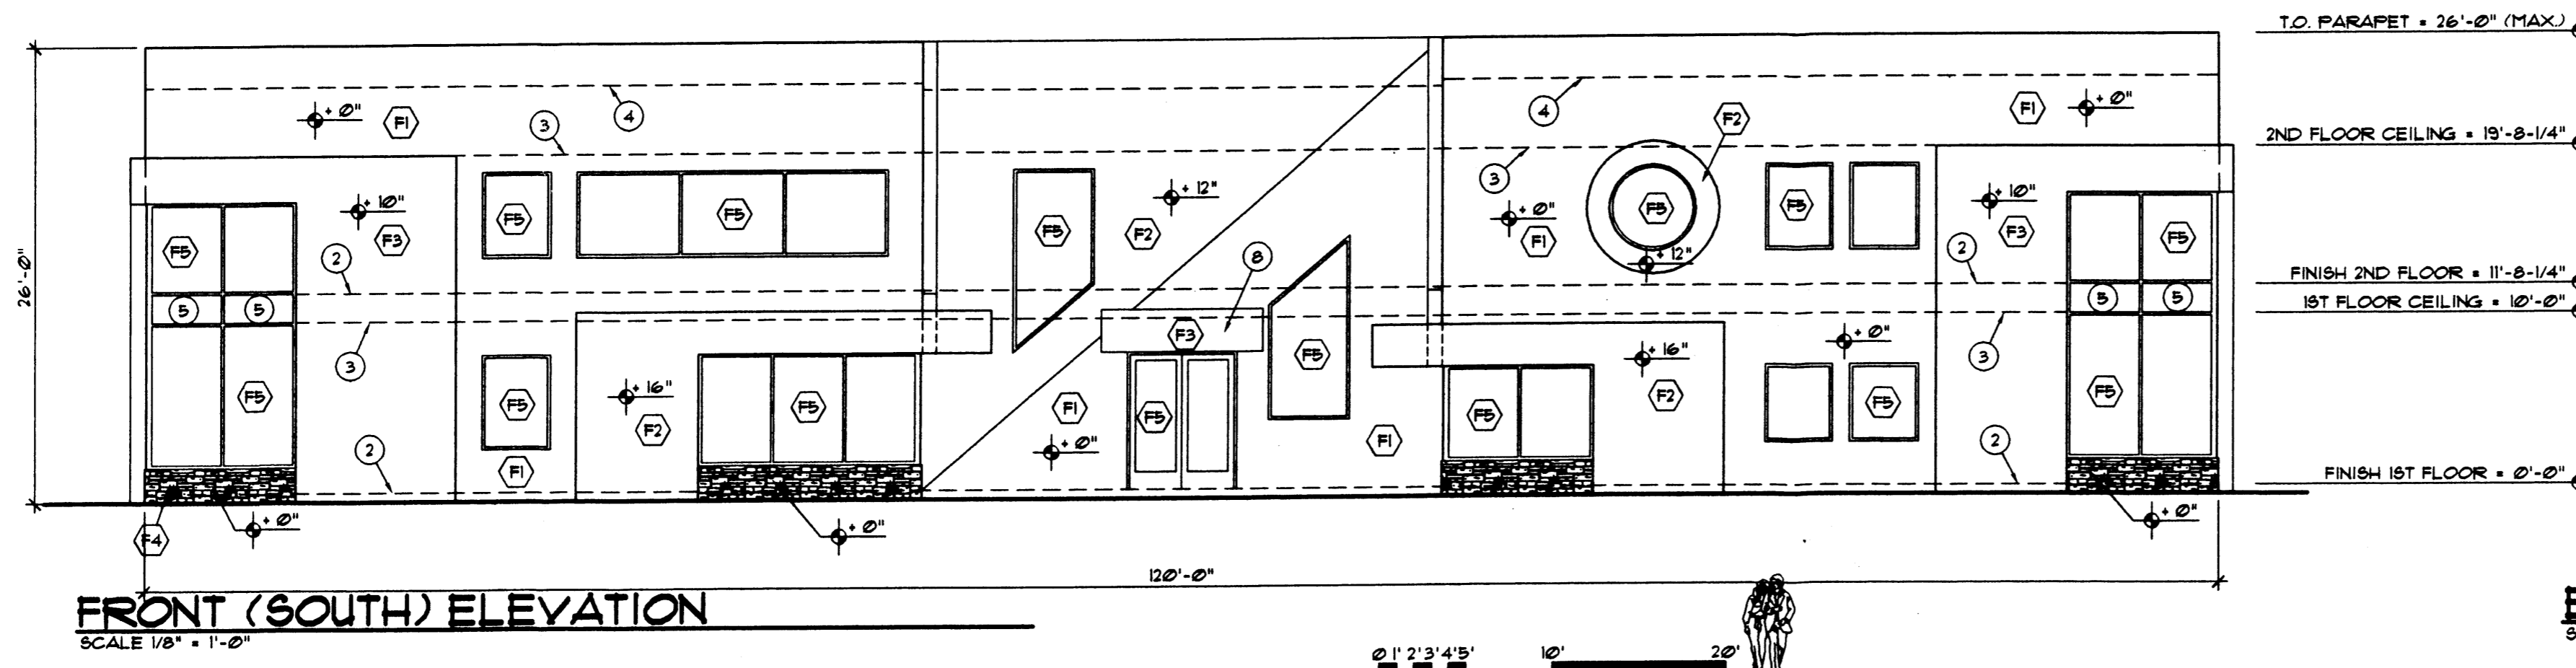 T.O. PARAPET = 26'-0" (MAX.)
+ 0" F1 4 3 4 F2 F1 + 0"
2ND FLOOR CEILING = 19'-8-1/4"
26'-0"
F5 + 10" F3 2 F5 F5 F5 F2 + 12" 8 3 + 0" F1 F5 + 12" F5 + 10" F3 2 F5
FINISH 2ND FLOOR = 11'-8-1/4"
5 5 F3 5 5
1ST FLOOR CEILING = 10'-0"
3 F5 F5 F1 + 16" F2 F5 F1 + 0" F5 F5 F1 F5 + 16" F2 + 0" F5 3 F5
2 2
FINISH 1ST FLOOR = 0'-0"
F4 + 0" + 0" + 0"
120'-0"
FRONT (SOUTH) ELEVATION
SCALE 1/8" = 1'-0"
0 1' 2' 3' 4' 5' 10' 20'